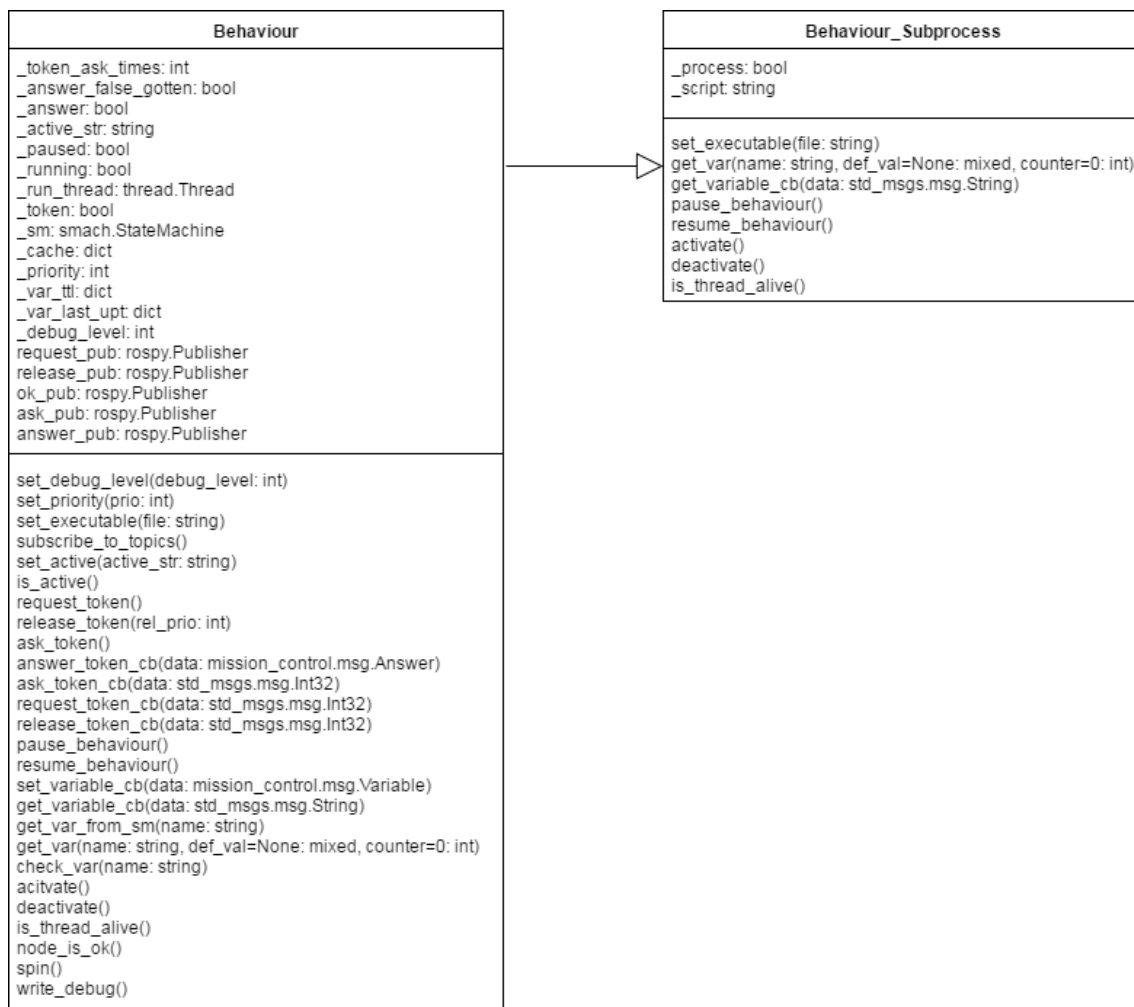 Behaviour
_token_ask_times: int
_answer_false_gotten: bool
_answer: bool
_active_str: string
_paused: bool
_running: bool
_run_thread: thread.Thread
_token: bool
_sm: smach.StateMachine
_cache: dict
_priority: int
_var_ttl: dict
_var_last_upt: dict
_debug_level: int
request_pub: rospy.Publisher
release_pub: rospy.Publisher
ok_pub: rospy.Publisher
ask_pub: rospy.Publisher
answer_pub: rospy.Publisher
set_debug_level(debug_level: int)
set_priority(prio: int)
set_executable(file: string)
subscribe_to_topics()
set_active(active_str: string)
is_active()
request_token()
release_token(rel_prio: int)
ask_token()
answer_token_cb(data: mission_control.msg.Answer)
ask_token_cb(data: std_msgs.msg.Int32)
request_token_cb(data: std_msgs.msg.Int32)
release_token_cb(data: std_msgs.msg.Int32)
pause_behaviour()
resume_behaviour()
set_variable_cb(data: mission_control.msg.Variable)
get_variable_cb(data: std_msgs.msg.String)
get_var_from_sm(name: string)
get_var(name: string, def_val=None: mixed, counter=0: int)
check_var(name: string)
acitvate()
deactivate()
is_thread_alive()
node_is_ok()
spin()
write_debug()
Behaviour_Subprocess
_process: bool
_script: string
set_executable(file: string)
get_var(name: string, def_val=None: mixed, counter=0: int)
get_variable_cb(data: std_msgs.msg.String)
pause_behaviour()
resume_behaviour()
activate()
deactivate()
is_thread_alive()